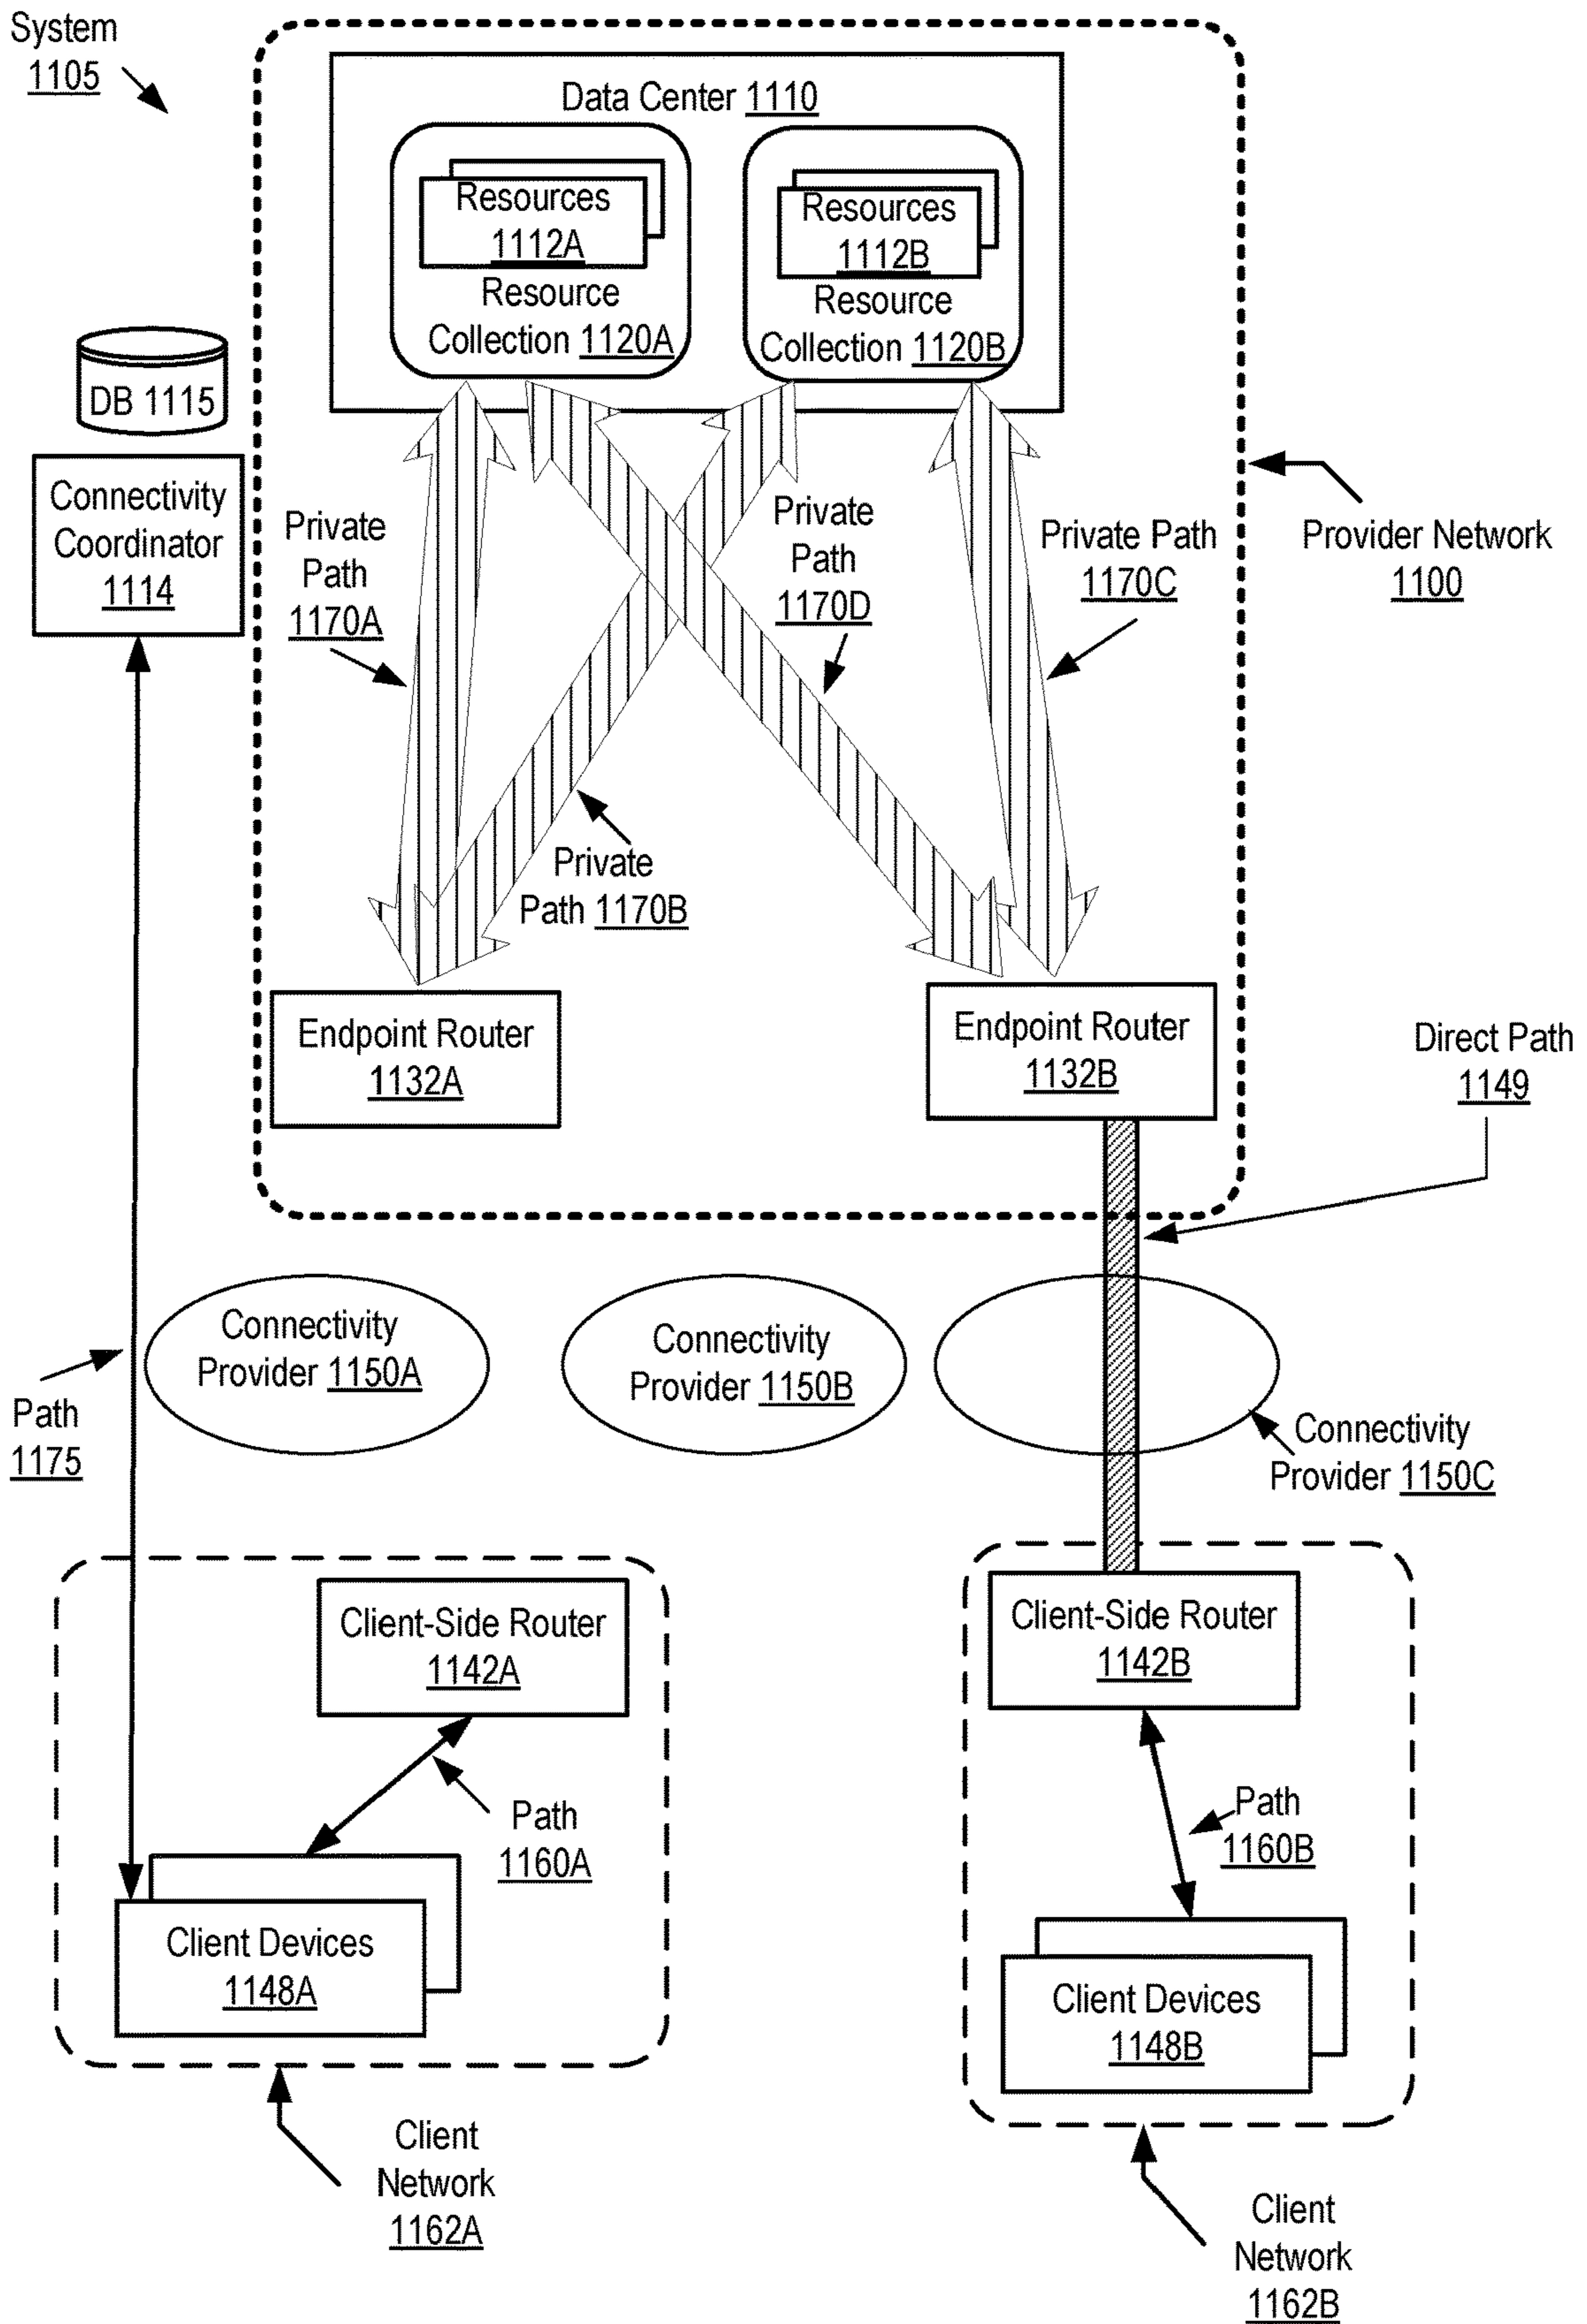 System
1105
Data Center 1110
Resources
1112A
Resource
Collection 1120A
Resources
1112B
Resource
Collection 1120B
DB 1115
Connectivity
Coordinator
1114
Private
Path
1170A
Private
Path
1170D
Private Path
1170C
Provider Network
1100
Private
Path 1170B
Endpoint Router
1132A
Endpoint Router
1132B
Direct Path
1149
Connectivity
Provider 1150A
Connectivity
Provider 1150B
Connectivity
Provider 1150C
Path
1175
Client-Side Router
1142A
Client-Side Router
1142B
Path
1160A
Path
1160B
Client Devices
1148A
Client Devices
1148B
Client
Network
1162A
Client
Network
1162B